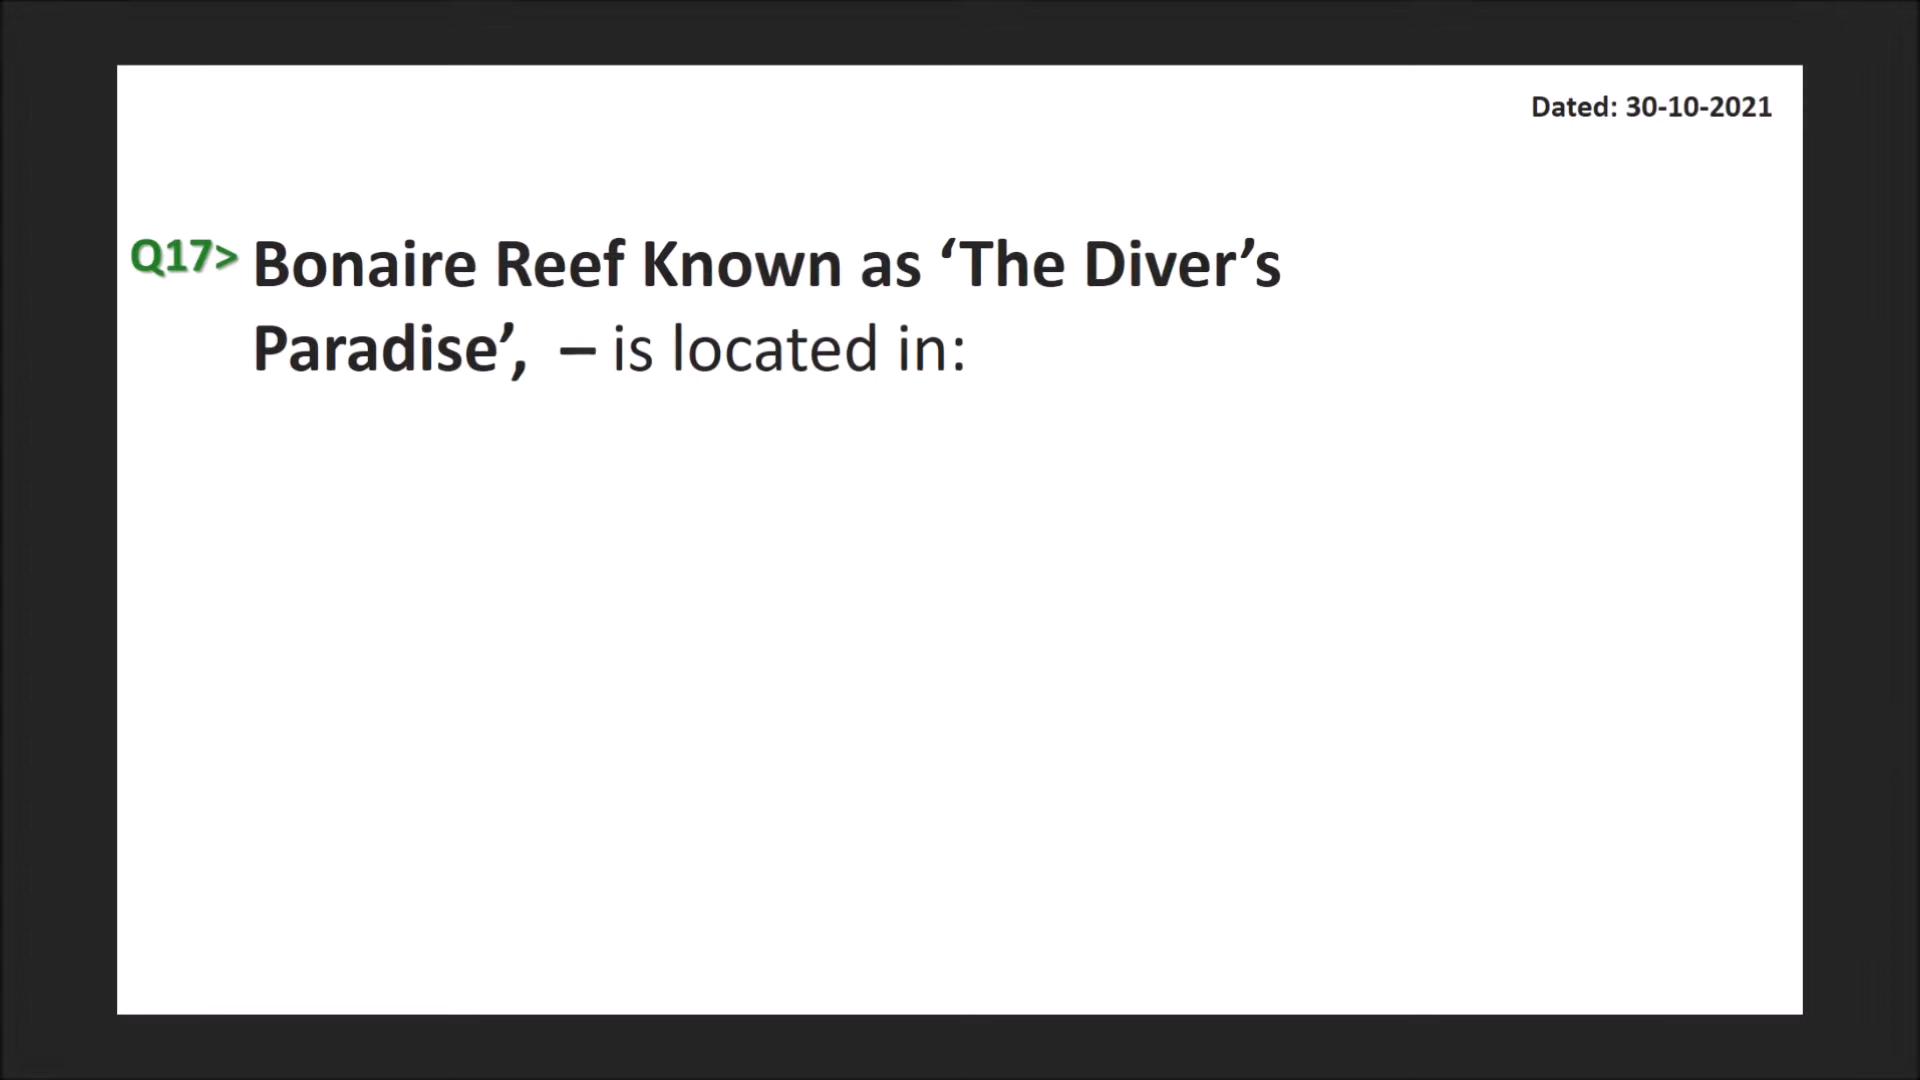 Dated: 30-10-2021
Q17> Bonaire Reef Known as ‘The Diver’s
Paradise’, – is located in: